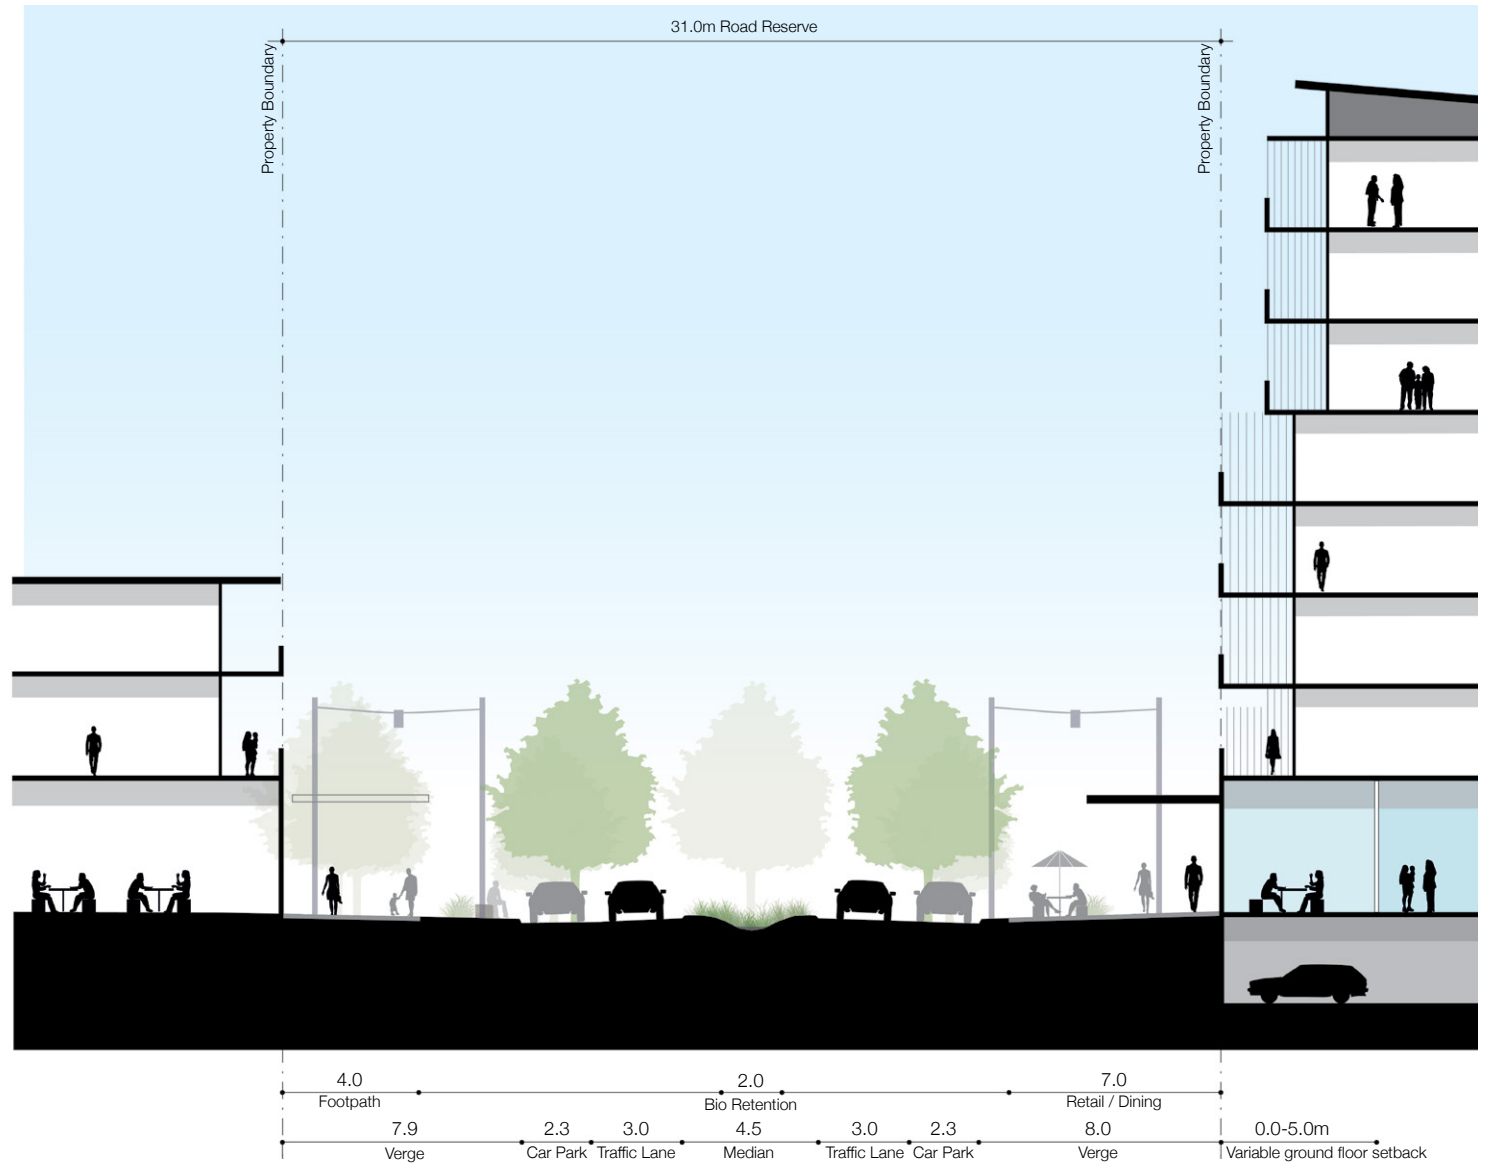 31.0m Road Reserve
Property Boundary
Property Boundary
4.0
2.0
7.0
Footpath
Bio Retention
Retail / Dining
7.9
2.3
3.0
4.5
3.0
2.3
8.0
0.0-5.0m
Verge
Car Park
Traffic Lane
Median
Traffic Lane
Car Park
Verge
Variable ground floor setback